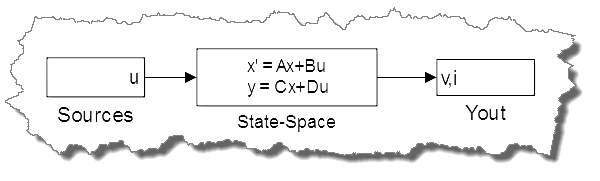 u
x' = Ax+Bu
y = Cx+Du
v,i
Sources
State-Space
Yout